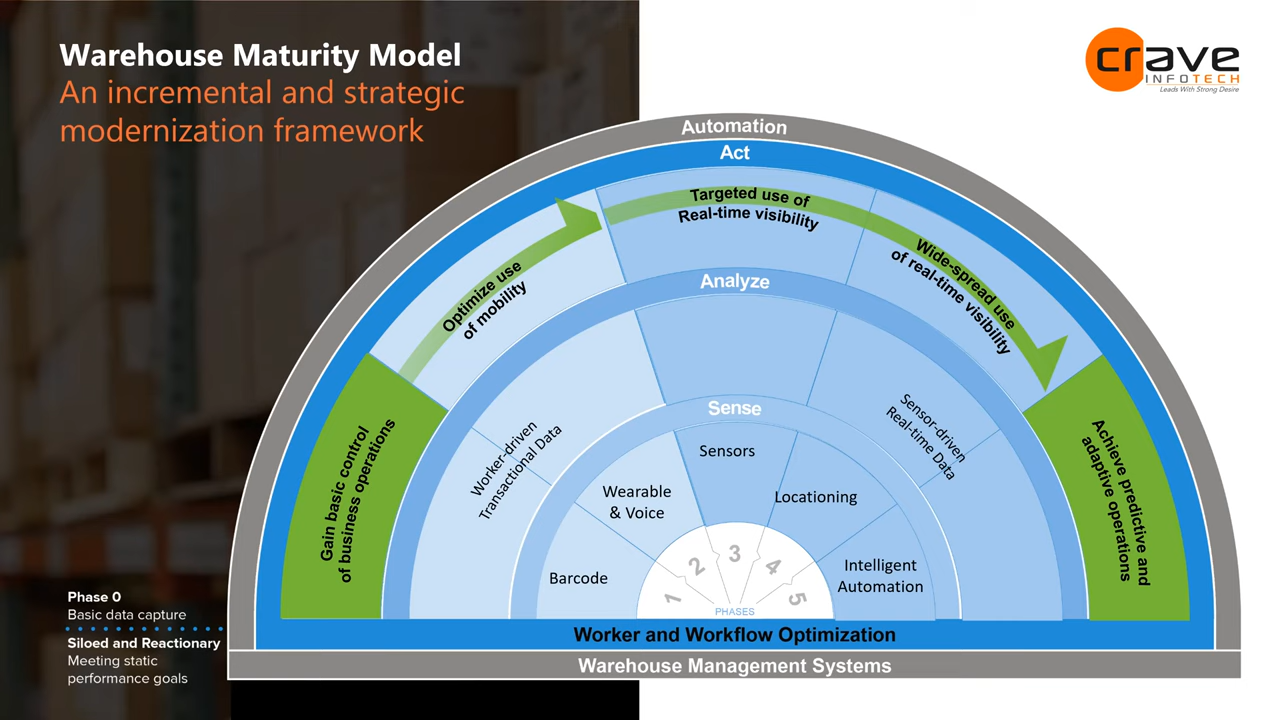 Warehouse Maturity Model
An incremental and strategic
modernization framework
crave
INFOTECH
Leads With Strong Desire
Automation
Act
Targeted use of
Real-time visibility
Optimize use
of mobility
Wide-spread use
of real-time visibility
Gain basic control
of business operations
Achieve predictive and
adaptive operations
Analyze
Worker-driven
Transactional Data
Sensor-driven
Real-time Data
Sense
Barcode
Wearable
& Voice
Sensors
Locationing
Intelligent
Automation
1
2
3
4
5
PHASES
Worker and Workflow Optimization
Warehouse Management Systems
Phase 0
Basic data capture
Siloed and Reactionary
Meeting static
performance goals